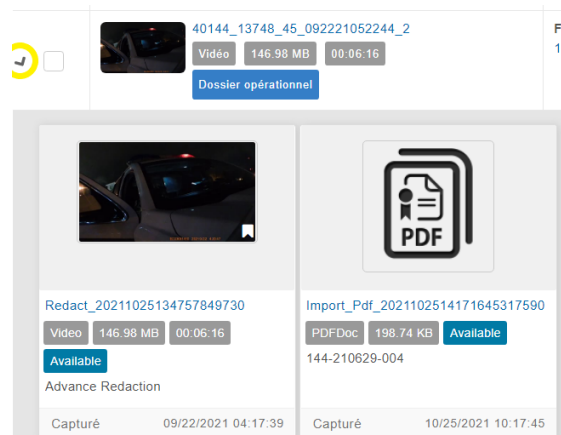 40144_13748_45_092221052244_2
Vidéo 146.98 MB 00:06:16
Dossier opérationnel
F
1
PDF
Redact_20211025134757849730
Import_Pdf_2021102514171645317590
Video 146.98 MB 00:06:16
PDFDoc 198.74 KB Available
Available
144-210629-004
Advance Redaction
Capturé 09/22/2021 04:17:39
Capturé 10/25/2021 10:17:45